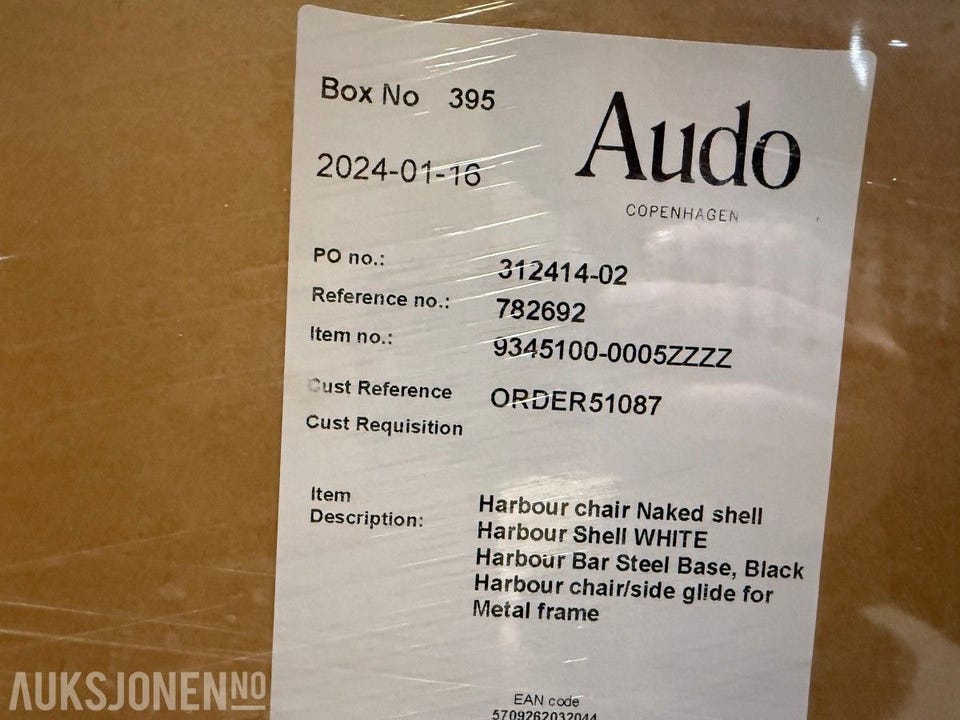 Box No 395
2024-01-16
Audo
COPENHAGEN
PO no.: 312414-02
Reference no.: 782692
Item no.: 9345100-0005ZZZZ
Cust Reference ORDER51087
Cust Requisition
Item
Description:
Harbour chair Naked shell
Harbour Shell WHITE
Harbour Bar Steel Base, Black
Harbour chair/side glide for
Metal frame
EAN code
5709262032044
AUKSJONEN NO